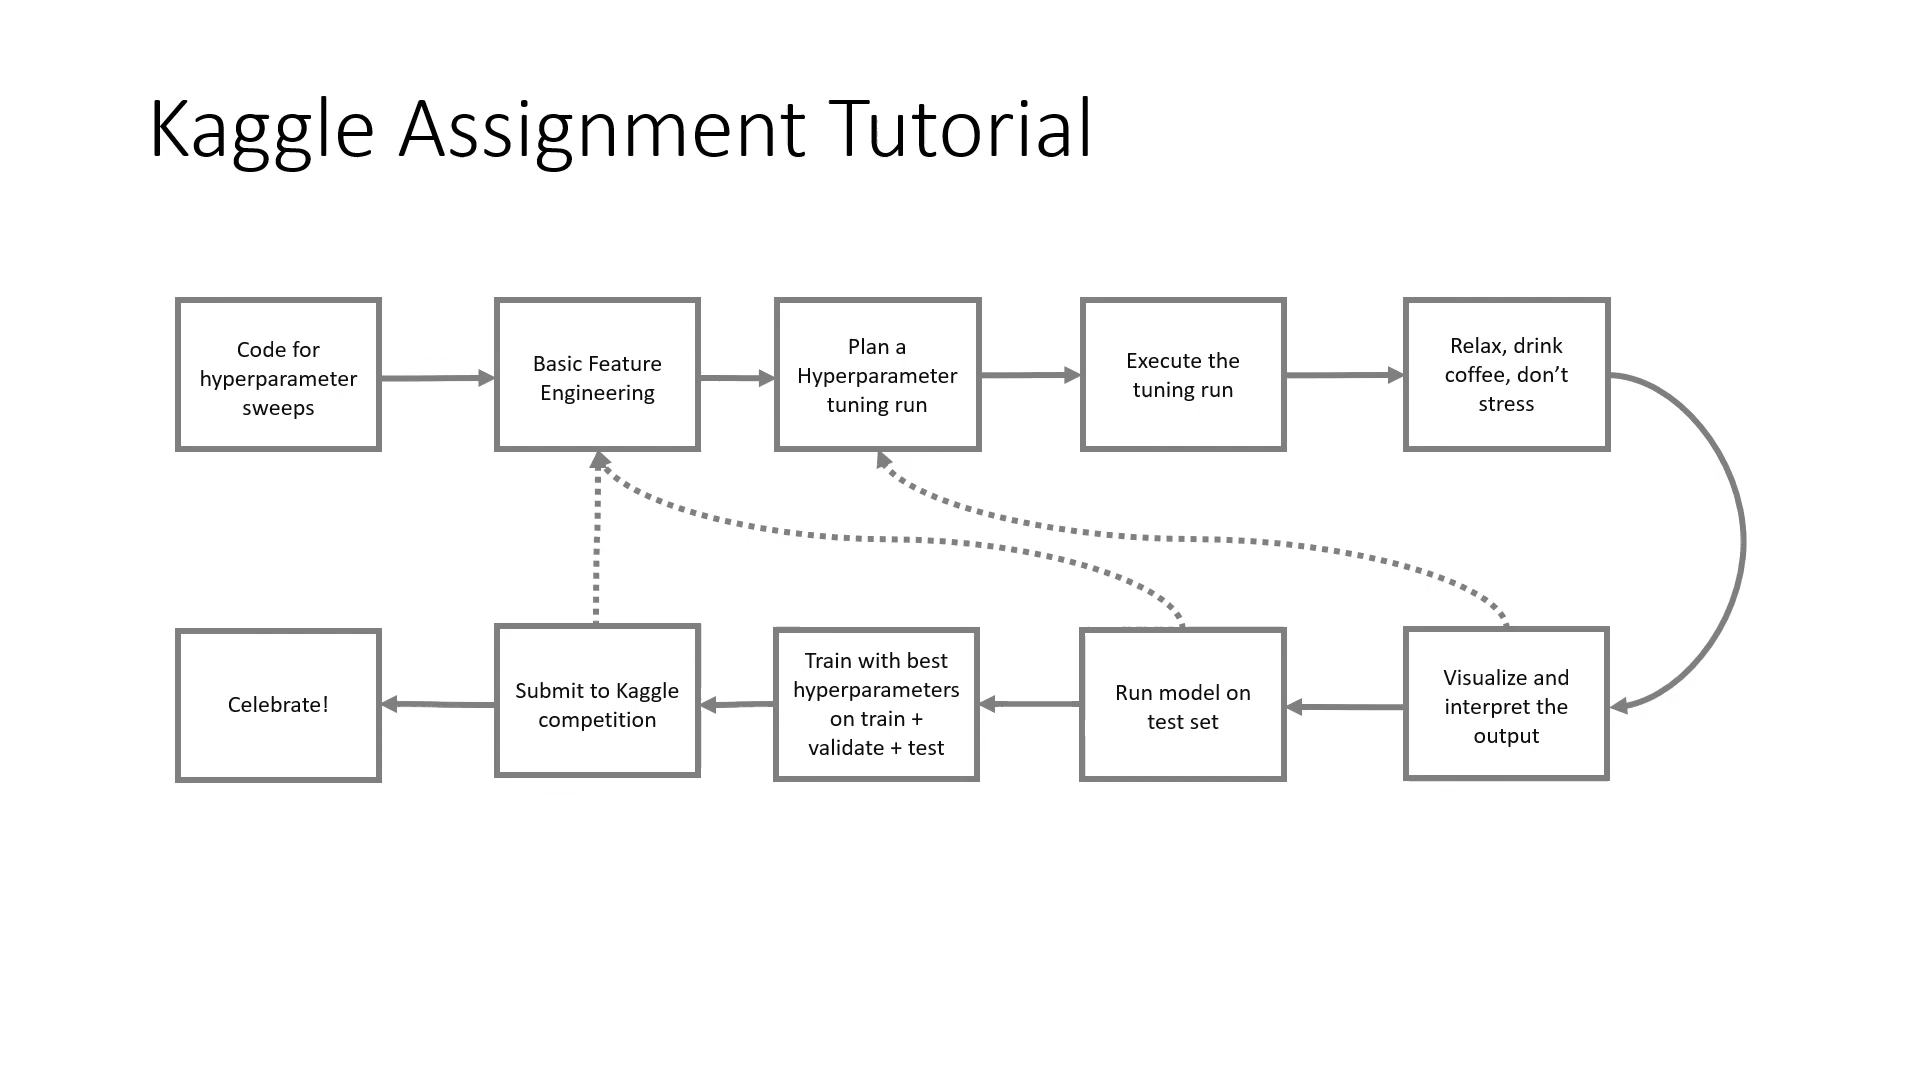 Kaggle Assignment Tutorial
Code for
hyperparameter
sweeps
Basic Feature
Engineering
Plan a
Hyperparameter
tuning run
Execute the
tuning run
Relax, drink
coffee, don’t
stress
Celebrate!
Submit to Kaggle
competition
Train with best
hyperparameters
on train +
validate + test
Run model on
test set
Visualize and
interpret the
output